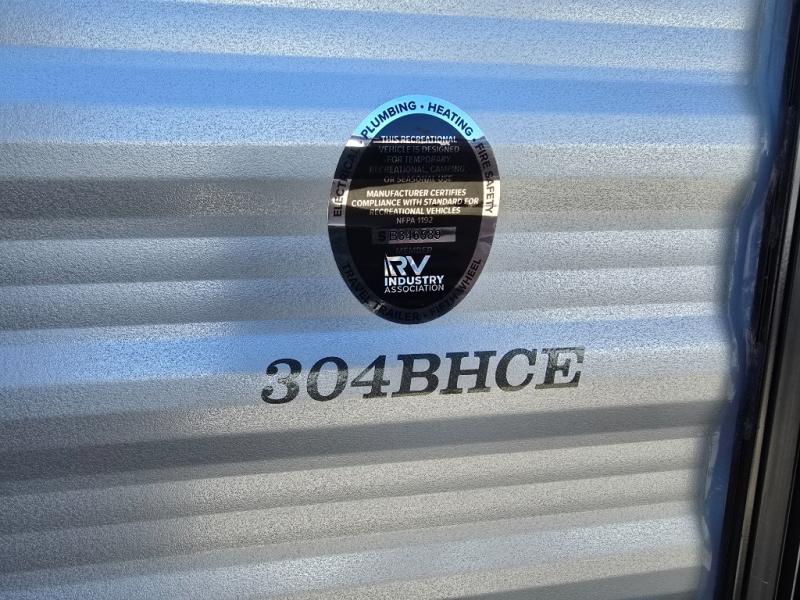 ELECTRICAL • PLUMBING • HEATING • FIRE SAFETY
THIS RECREATIONAL
VEHICLE IS DESIGNED
FOR TEMPORARY
RECREATIONAL, CAMPING,
OR SEASONAL USE
MANUFACTURER CERTIFIES
COMPLIANCE WITH STANDARD FOR
RECREATIONAL VEHICLES
NFPA 1192
MEMBER
RV
INDUSTRY
ASSOCIATION
TRAVEL TRAILER • FIFTH WHEEL
304BHCE